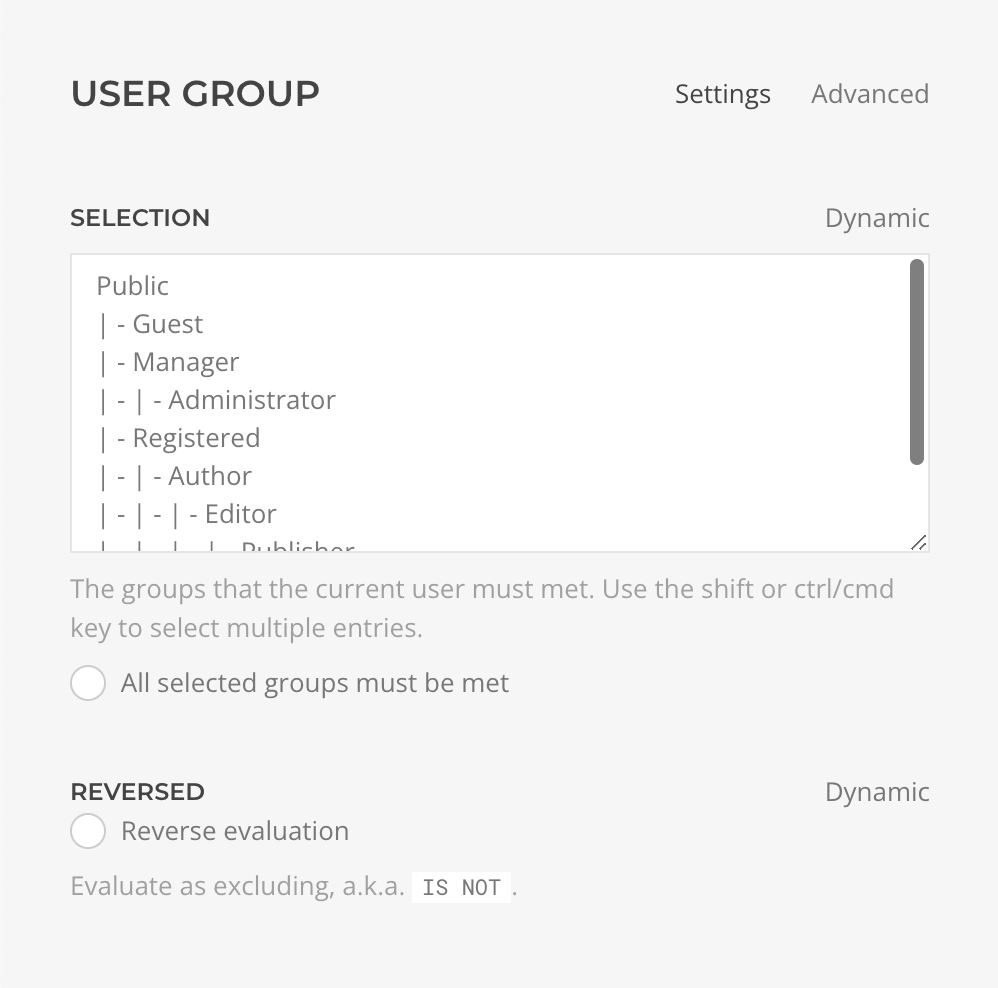 USER GROUP
Settings Advanced
SELECTION Dynamic
Public
| - Guest
| - Manager
| - | - Administrator
| - Registered
| - | - Author
| - | - | - Editor
| - | - | - | - Publisher
The groups that the current user must met. Use the shift or ctrl/cmd
key to select multiple entries.
All selected groups must be met
REVERSED Dynamic
Reverse evaluation
Evaluate as excluding, a.k.a. IS NOT .